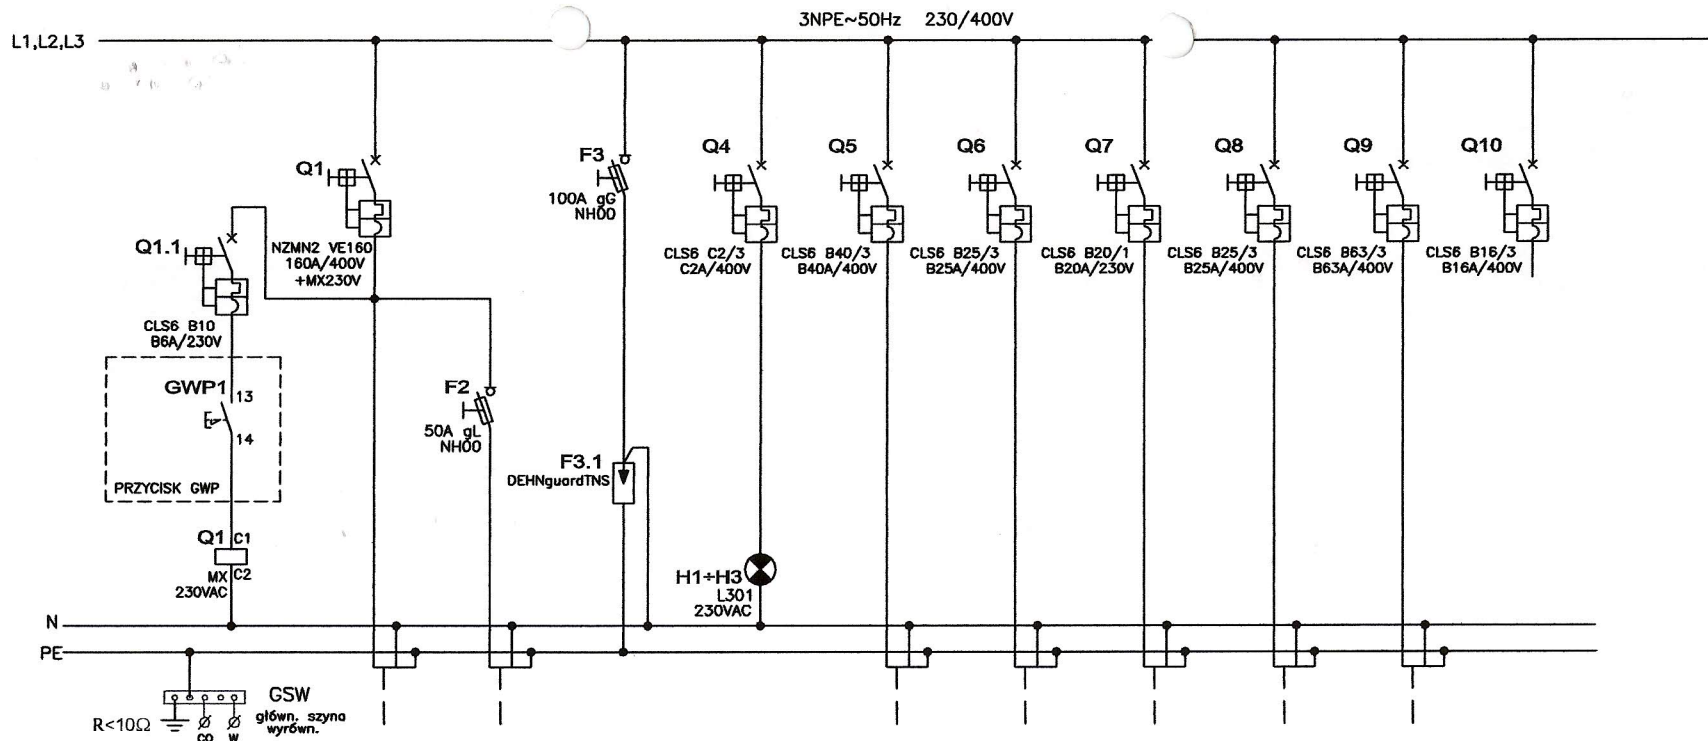 3NPE~50Hz 230/400V
L1,L2,L3
Q1
NZMN2 VE160
160A/400V
+MX230V
Q1.1
CLS6 B10
B6A/230V
GWP1
13
14
PRZYCISK GWP
Q1 C1
MX C2
230VAC
F2
50A gL
NH00
F3
100A gG
NH00
F3.1
DEHNguardTNS
Q4
CLS6 C2/3
C2A/400V
H1÷H3
L301
230VAC
Q5
CLS6 B40/3
B40A/400V
Q6
CLS6 B25/3
B25A/400V
Q7
CLS6 B20/1
B20A/230V
Q8
CLS6 B25/3
B25A/400V
Q9
CLS6 B63/3
B63A/400V
Q10
CLS6 B16/3
B16A/400V
N
PE
GSW
główn. szyna
wyrówn.
R<10Ω
CO W